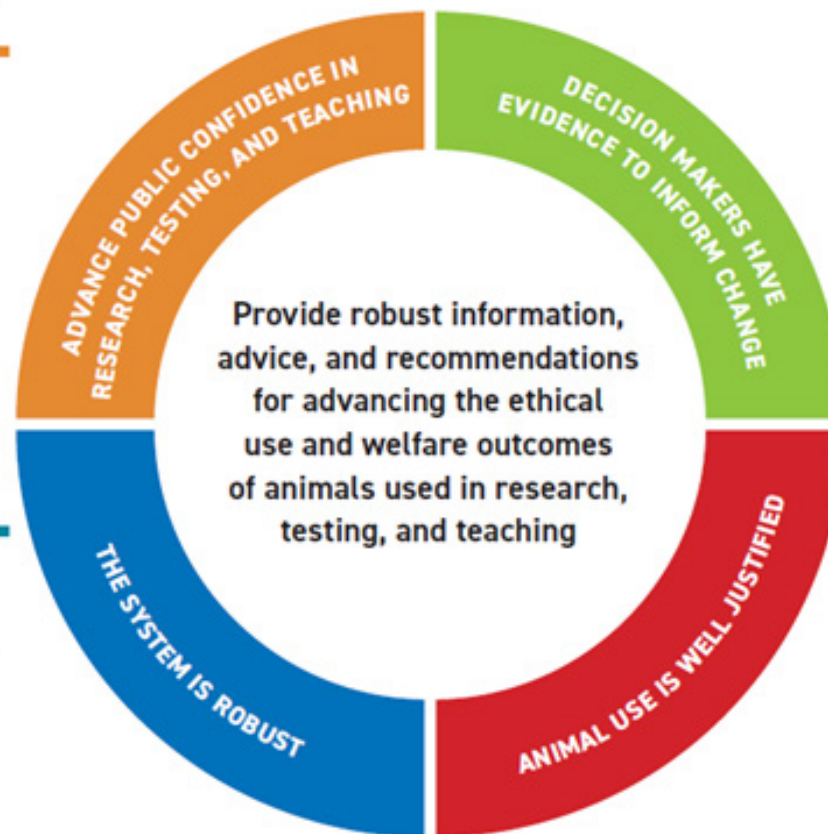 ADVANCE PUBLIC CONFIDENCE IN
RESEARCH, TESTING, AND TEACHING
DECISION MAKERS HAVE
EVIDENCE TO INFORM CHANGE
Provide robust information,
advice, and recommendations
for advancing the ethical
use and welfare outcomes
of animals used in research,
testing, and teaching
THE SYSTEM IS ROBUST
ANIMAL USE IS WELL JUSTIFIED